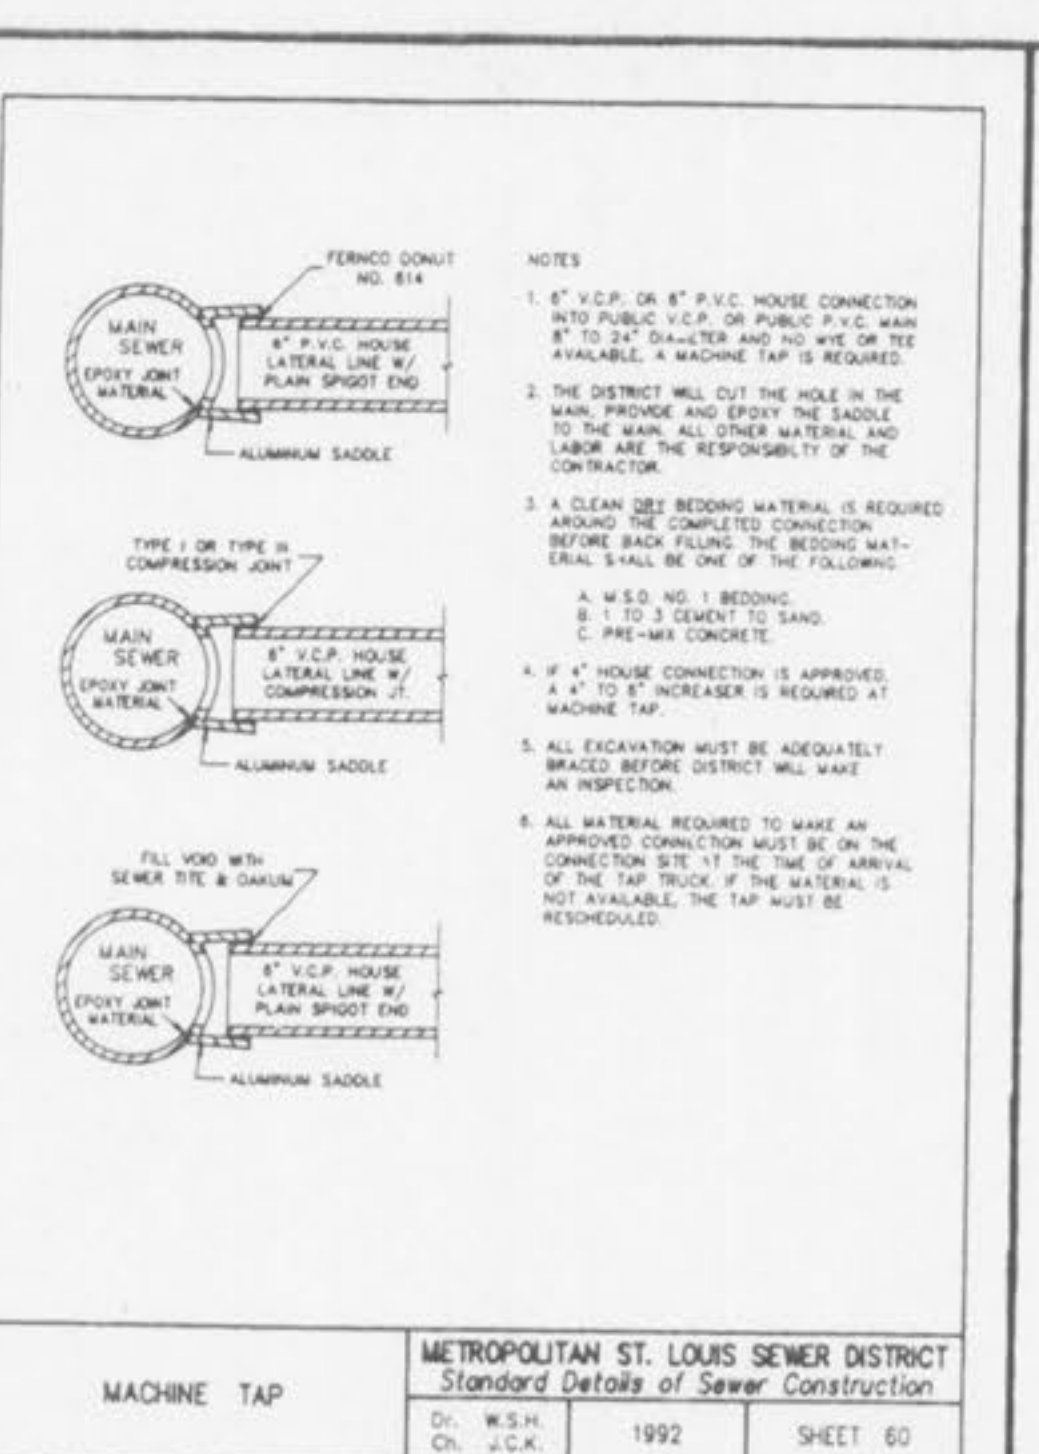 FERNCO DONUT
NO. 614
MAIN
SEWER
EPOXY JOINT
MATERIAL
6" P.V.C. HOUSE
LATERAL LINE W/
PLAIN SPIGOT END
ALUMINUM SADDLE
TYPE I OR TYPE III
COMPRESSION JOINT
MAIN
SEWER
EPOXY JOINT
MATERIAL
6" V.C.P. HOUSE
LATERAL LINE W/
COMPRESSION JT.
ALUMINUM SADDLE
FILL VOID WITH
SEWER TITE & OAKUM
MAIN
SEWER
EPOXY JOINT
MATERIAL
6" V.C.P. HOUSE
LATERAL LINE W/
PLAIN SPIGOT END
ALUMINUM SADDLE
NOTES
1. 6" V.C.P. OR 6" P.V.C. HOUSE CONNECTION
INTO PUBLIC V.C.P. OR PUBLIC P.V.C. MAIN
8" TO 24" DIAMETER AND NO WYE OR TEE
AVAILABLE, A MACHINE TAP IS REQUIRED.
2. THE DISTRICT WILL CUT THE HOLE IN THE
MAIN, PROVIDE AND EPOXY THE SADDLE
TO THE MAIN. ALL OTHER MATERIAL AND
LABOR ARE THE RESPONSIBILTY OF THE
CONTRACTOR.
3. A CLEAN DRY BEDDING MATERIAL IS REQUIRED
AROUND THE COMPLETED CONNECTION
BEFORE BACK FILLING. THE BEDDING MAT-
ERIAL SHALL BE ONE OF THE FOLLOWING
A. M.S.D. NO. 1 BEDDING.
B. 1 TO 3 CEMENT TO SAND.
C. PRE-MIX CONCRETE.
4. IF 4" HOUSE CONNECTION IS APPROVED,
A 4" TO 6" INCREASER IS REQUIRED AT
MACHINE TAP.
5. ALL EXCAVATION MUST BE ADEQUATELY
BRACED BEFORE DISTRICT WILL MAKE
AN INSPECTION.
6. ALL MATERIAL REQUIRED TO MAKE AN
APPROVED CONNECTION MUST BE ON THE
CONNECTION SITE AT THE TIME OF ARRIVAL
OF THE TAP TRUCK. IF THE MATERIAL IS
NOT AVAILABLE, THE TAP MUST BE
RESCHEDULED.
MACHINE TAP
METROPOLITAN ST. LOUIS SEWER DISTRICT
Standard Details of Sewer Construction
Dr. W.S.H.
Ch. J.C.K.
1992
SHEET 60